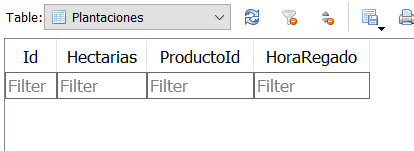 Table: Plantaciones
Id Hectarias ProductoId HoraRegado
Filter Filter Filter Filter